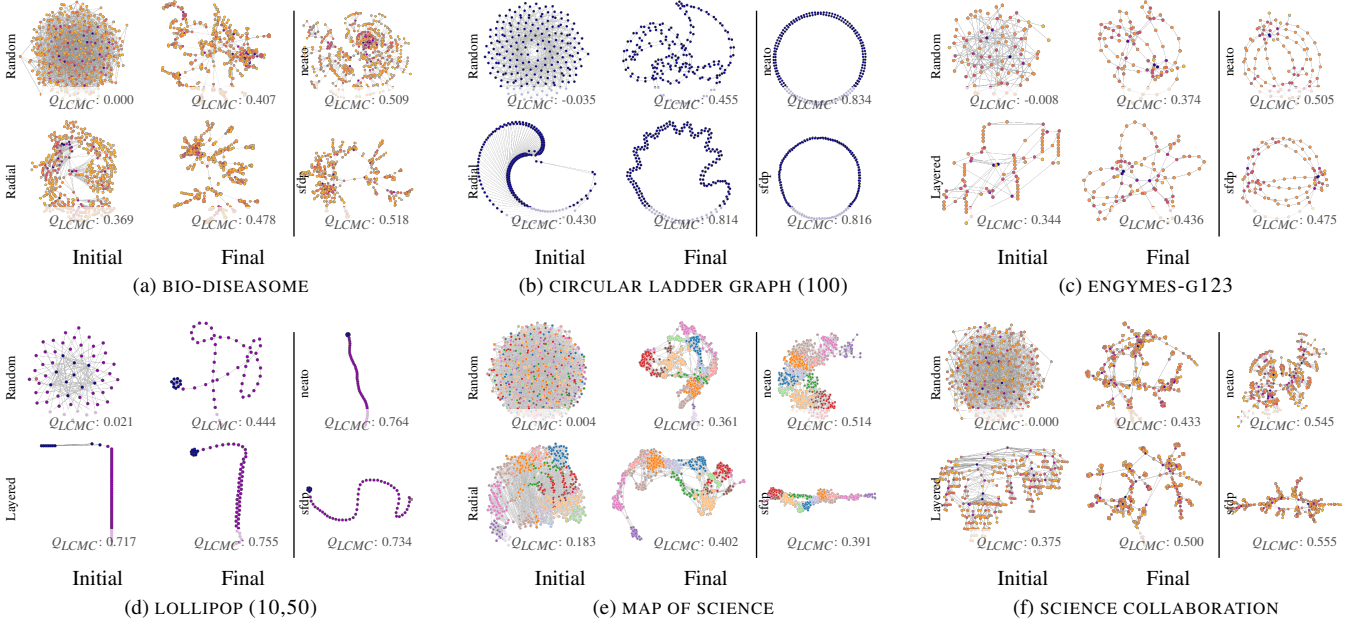 Random
Q_LCMC: 0.000
Q_LCMC: 0.407
neato
Q_LCMC: 0.509
Radial
Q_LCMC: 0.369
Q_LCMC: 0.478
sfdp
Q_LCMC: 0.518
Initial Final
(a) BIO-DISEASOME
Random
Q_LCMC: -0.035
Q_LCMC: 0.455
neato
Q_LCMC: 0.834
Radial
Q_LCMC: 0.430
Q_LCMC: 0.814
sfdp
Q_LCMC: 0.816
Initial Final
(b) CIRCULAR LADDER GRAPH (100)
Random
Q_LCMC: -0.008
Q_LCMC: 0.374
neato
Q_LCMC: 0.505
Layered
Q_LCMC: 0.344
Q_LCMC: 0.436
sfdp
Q_LCMC: 0.475
Initial Final
(c) ENGYMES-G123
Random
Q_LCMC: 0.021
Q_LCMC: 0.444
neato
Q_LCMC: 0.764
Layered
Q_LCMC: 0.717
Q_LCMC: 0.755
sfdp
Q_LCMC: 0.734
Initial Final
(d) LOLLIPOP (10,50)
Random
Q_LCMC: 0.004
Q_LCMC: 0.361
neato
Q_LCMC: 0.514
Radial
Q_LCMC: 0.183
Q_LCMC: 0.402
sfdp
Q_LCMC: 0.391
Initial Final
(e) MAP OF SCIENCE
Random
Q_LCMC: 0.000
Q_LCMC: 0.433
neato
Q_LCMC: 0.545
Layered
Q_LCMC: 0.375
Q_LCMC: 0.500
sfdp
Q_LCMC: 0.555
Initial Final
(f) SCIENCE COLLABORATION